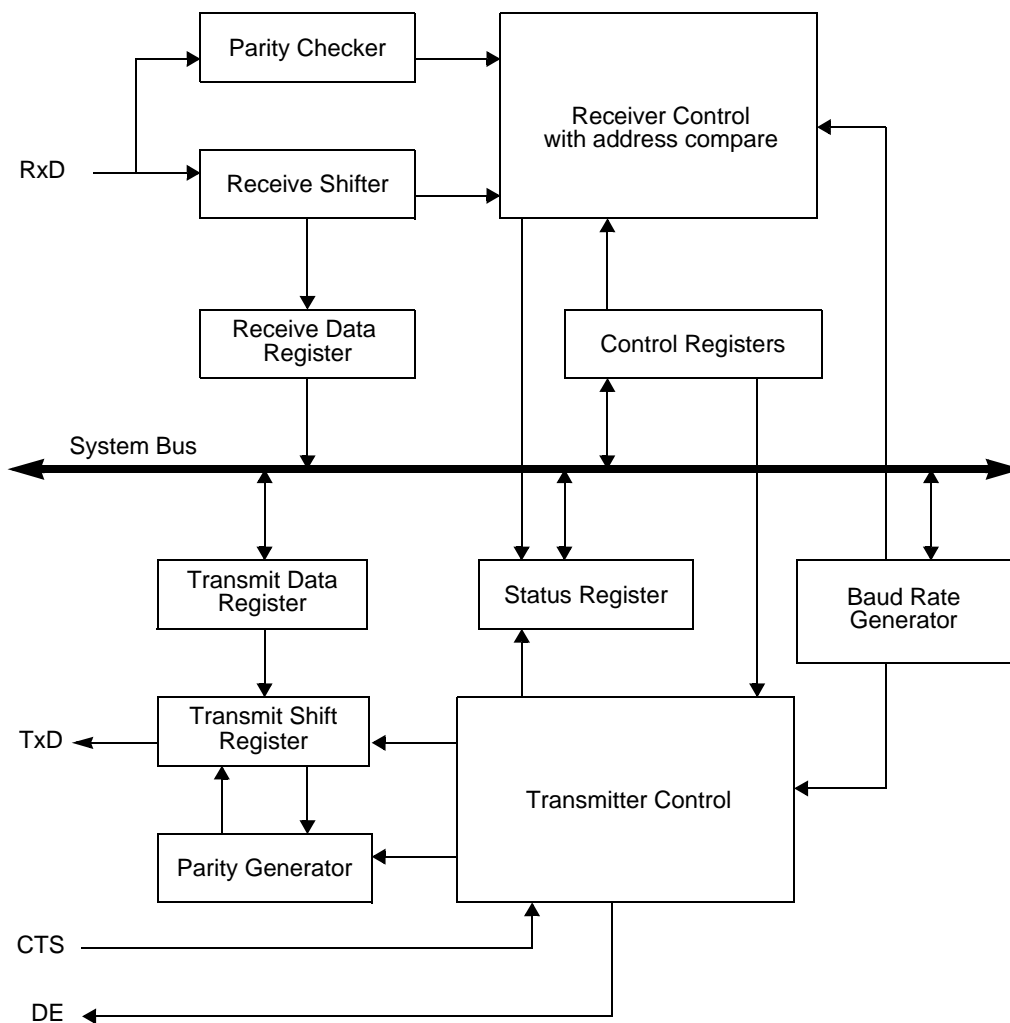 Parity Checker
Receiver Control
with address compare
RxD
Receive Shifter
Receive Data
Register
Control Registers
System Bus
Transmit Data
Register
Status Register
Baud Rate
Generator
Transmit Shift
Register
TxD
Transmitter Control
Parity Generator
CTS
DE